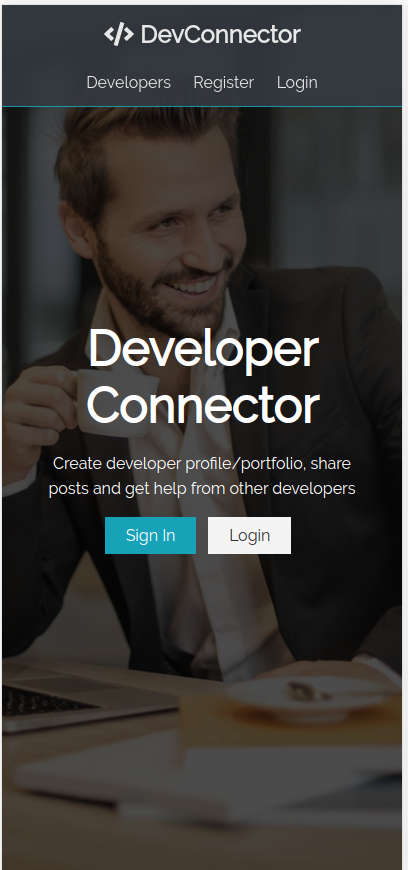 </> DevConnector
Developers Register Login
Developer
Connector
Create developer profile/portfolio, share
posts and get help from other developers
Sign In Login